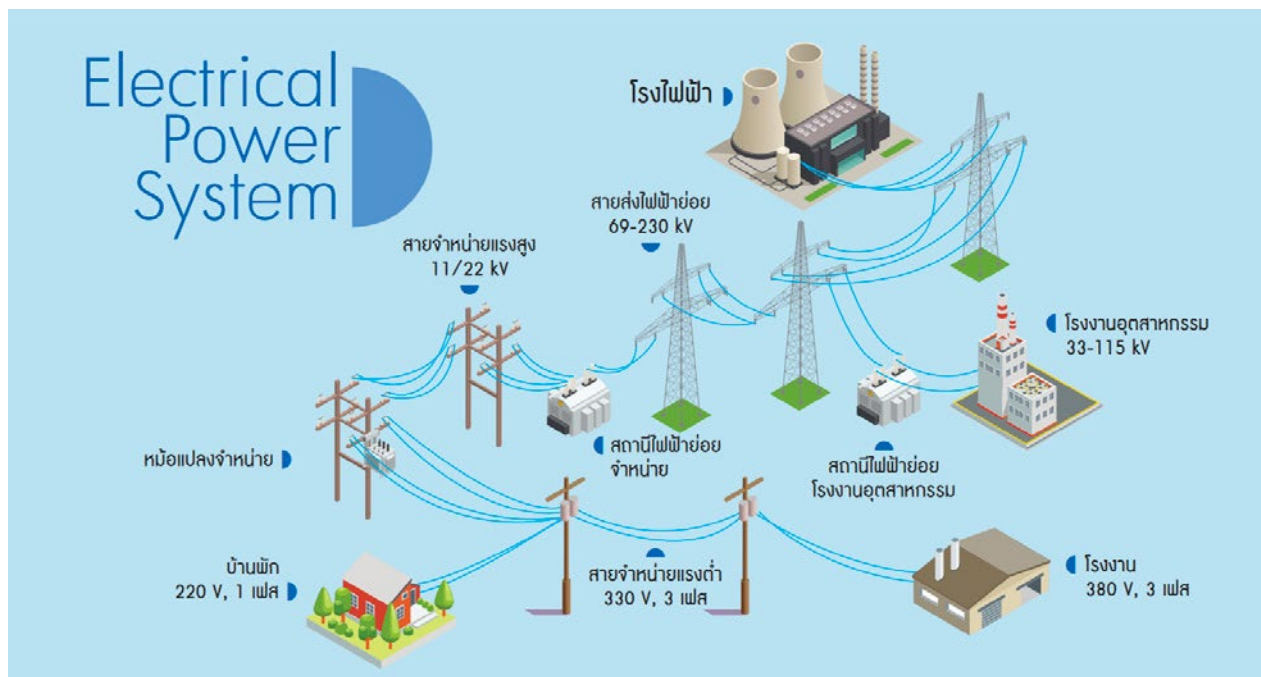 Electrical
Power
System
โรงไฟฟ้า
สายส่งไฟฟ้าย่อย
69-230 kV
สายจำหน่ายแรงสูง
11/22 kV
โรงงานอุตสาหกรรม
33-115 kV
หม้อแปลงจำหน่าย
สถานีไฟฟ้าย่อย
จำหน่าย
สถานีไฟฟ้าย่อย
โรงงานอุตสาหกรรม
บ้านพัก
220 V, 1 เฟส
สายจำหน่ายแรงต่ำ
330 V, 3 เฟส
โรงงาน
380 V, 3 เฟส